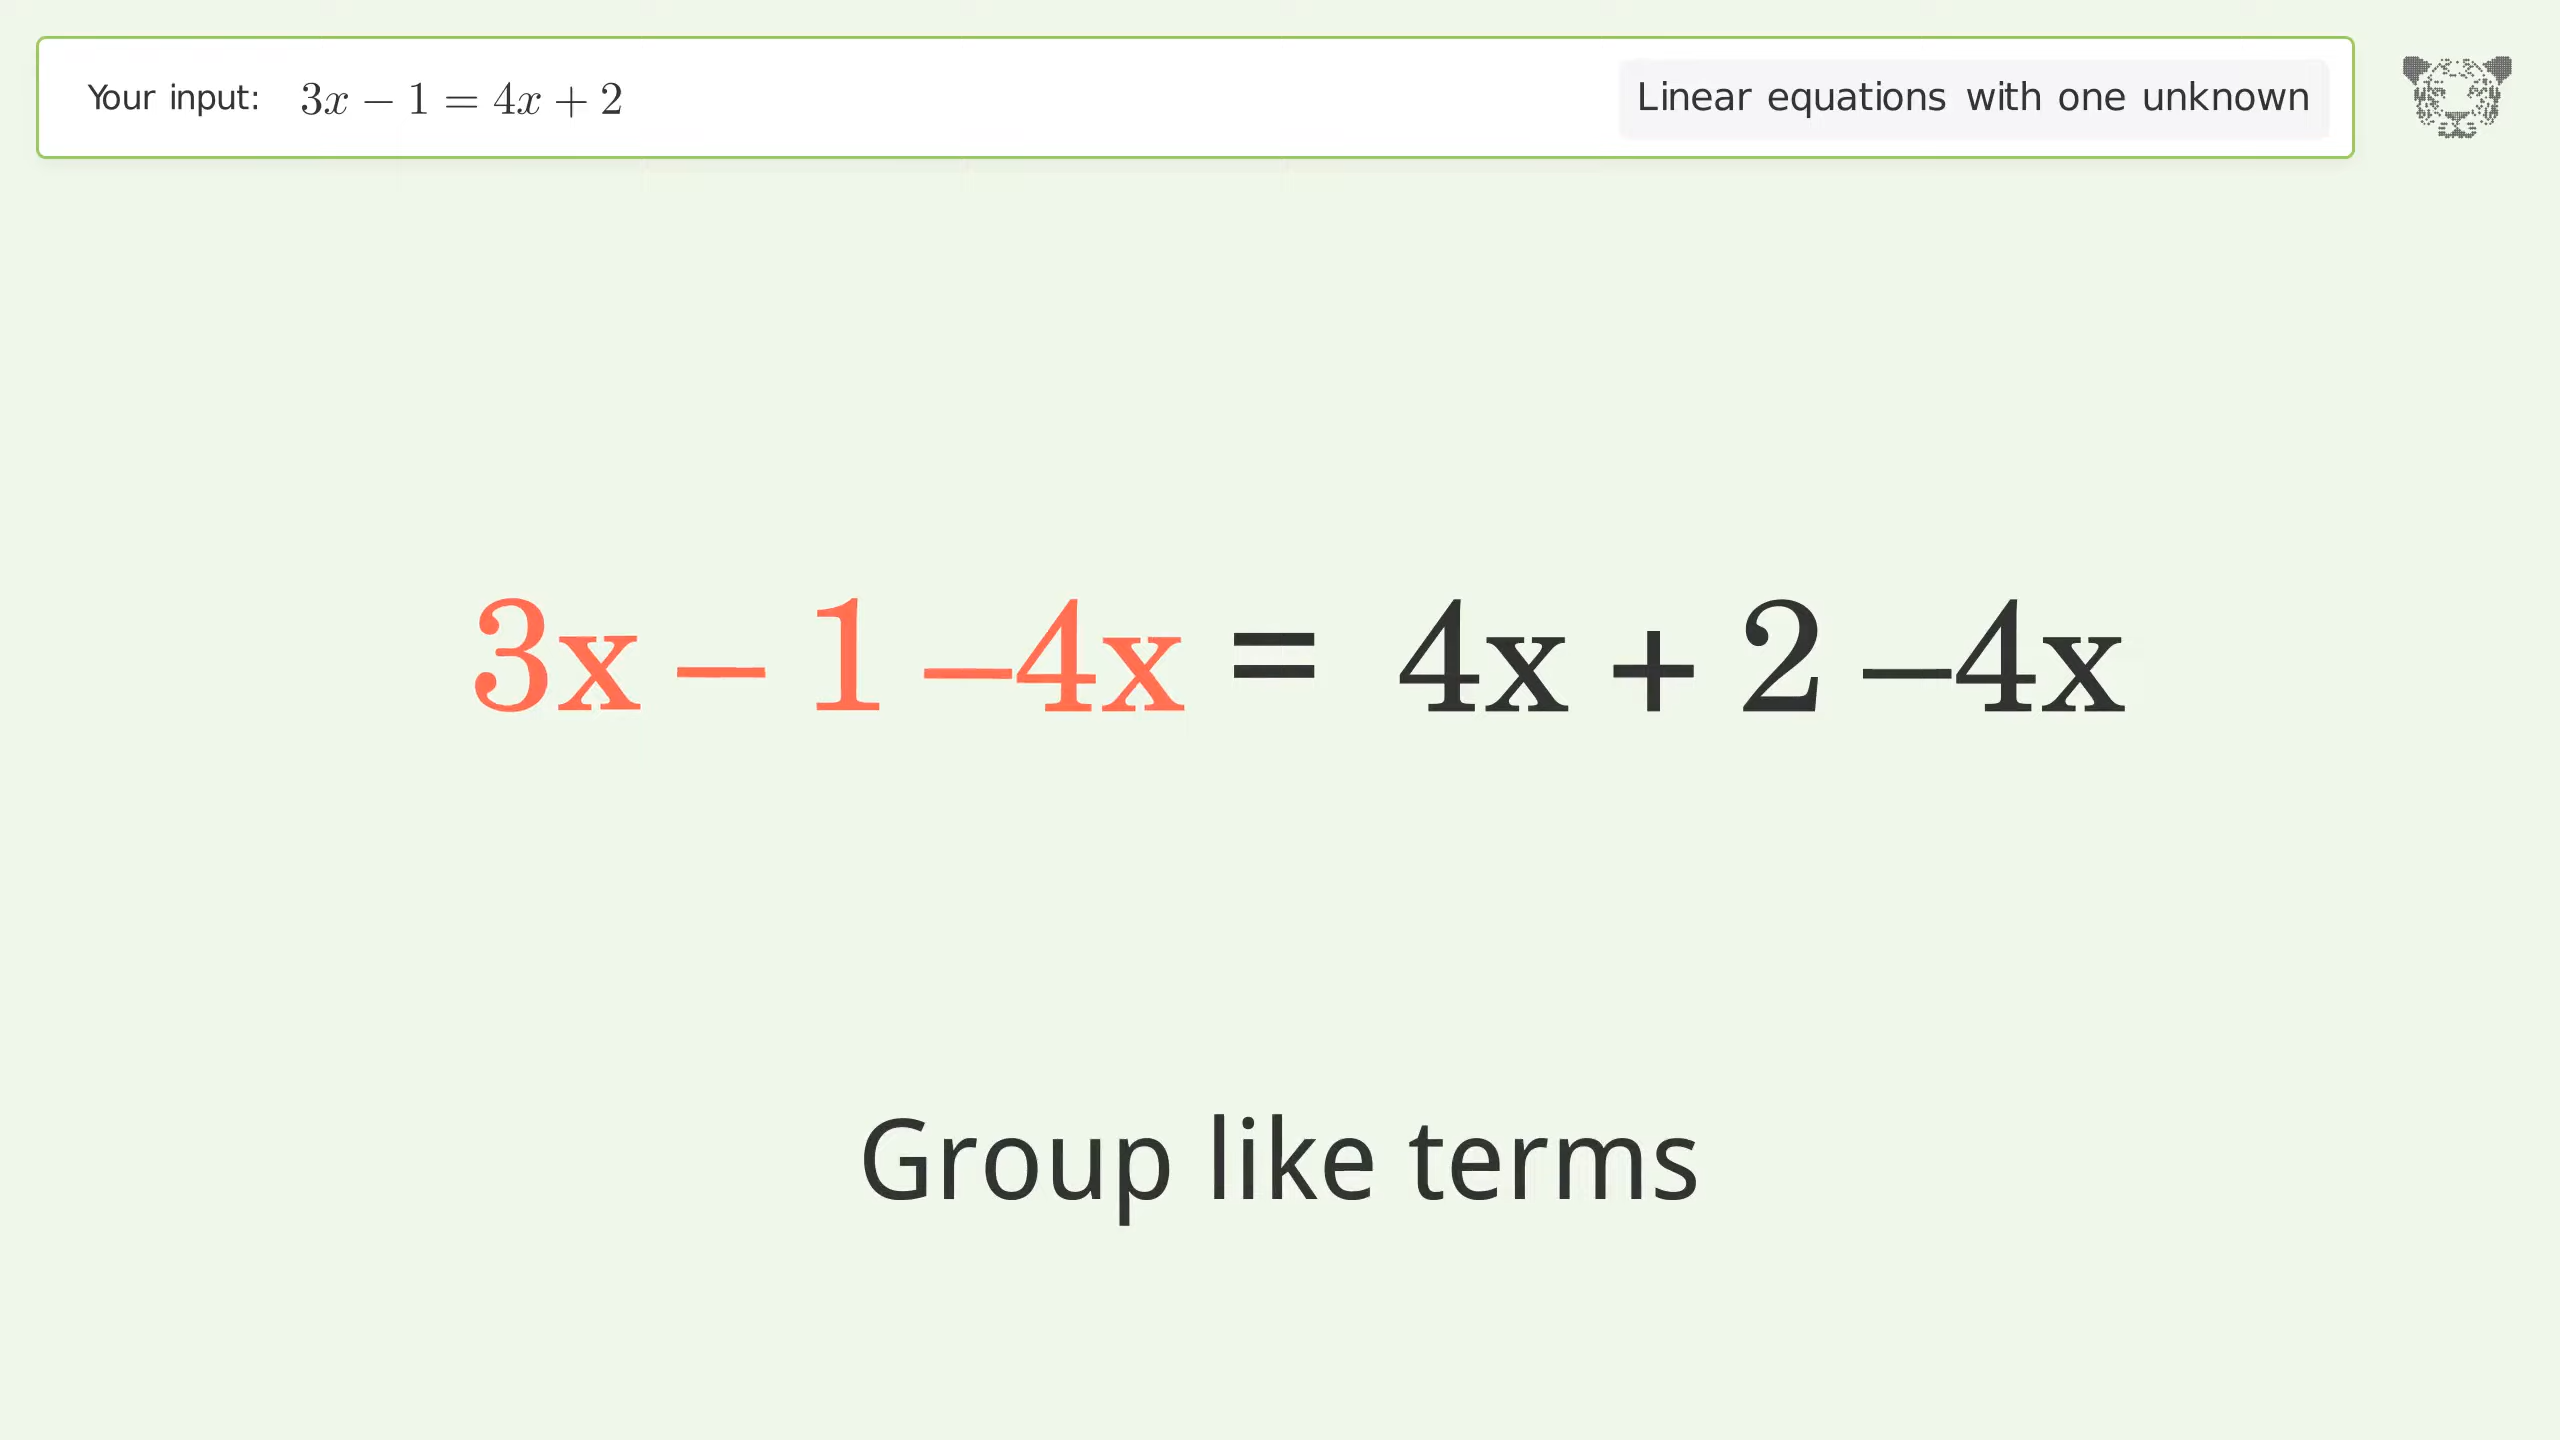 Your input: 3x − 1 = 4x + 2
Linear equations with one unknown
3x − 1 −4x = 4x + 2 −4x
Group like terms